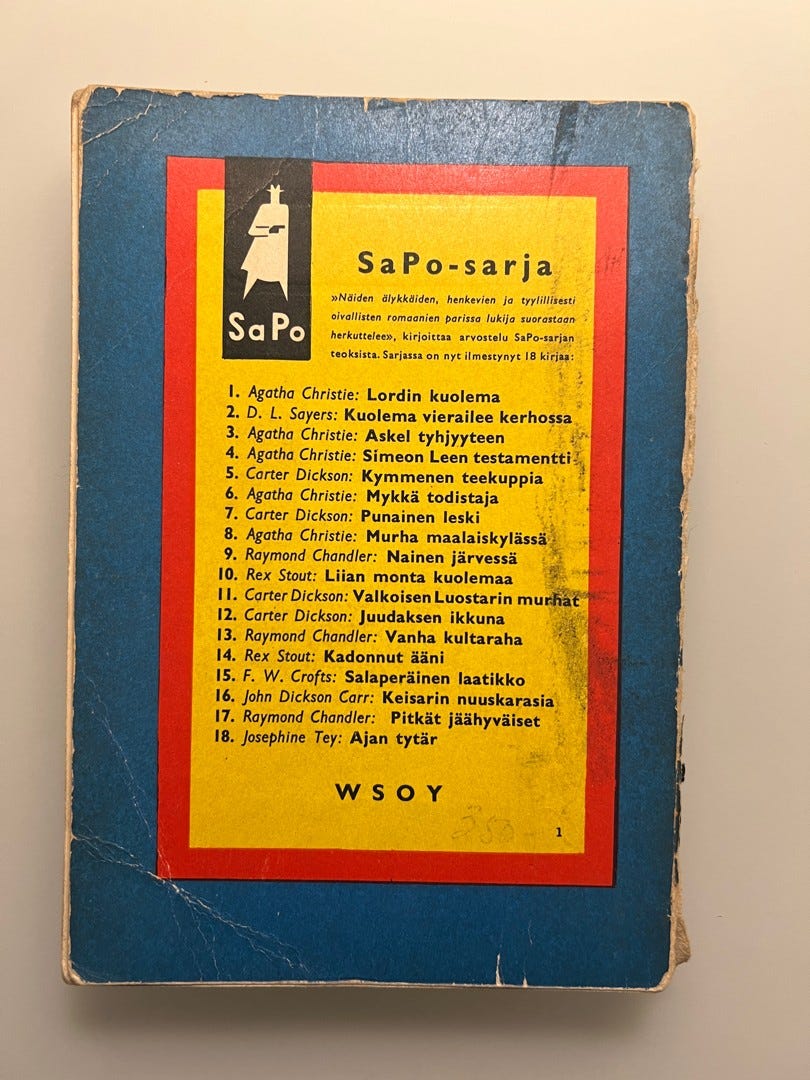 SaPo
SaPo-sarja
»Näiden älykkäiden, henkevien ja tyylillisesti
oivallisten romaanien parissa lukija suorastaan
herkuttelee», kirjoittaa arvostelu SaPo-sarjan
teoksista. Sarjassa on nyt ilmestynyt 18 kirjaa:
1. Agatha Christie: Lordin kuolema
2. D. L. Sayers: Kuolema vierailee kerhossa
3. Agatha Christie: Askel tyhjyyteen
4. Agatha Christie: Simeon Leen testamentti
5. Carter Dickson: Kymmenen teekuppia
6. Agatha Christie: Mykkä todistaja
7. Carter Dickson: Punainen leski
8. Agatha Christie: Murha maalaiskylässä
9. Raymond Chandler: Nainen järvessä
10. Rex Stout: Liian monta kuolemaa
11. Carter Dickson: Valkoisen Luostarin murhat
12. Carter Dickson: Juudaksen ikkuna
13. Raymond Chandler: Vanha kultaraha
14. Rex Stout: Kadonnut ääni
15. F. W. Crofts: Salaperäinen laatikko
16. John Dickson Carr: Keisarin nuuskarasia
17. Raymond Chandler: Pitkät jäähyväiset
18. Josephine Tey: Ajan tytär
WSOY
1